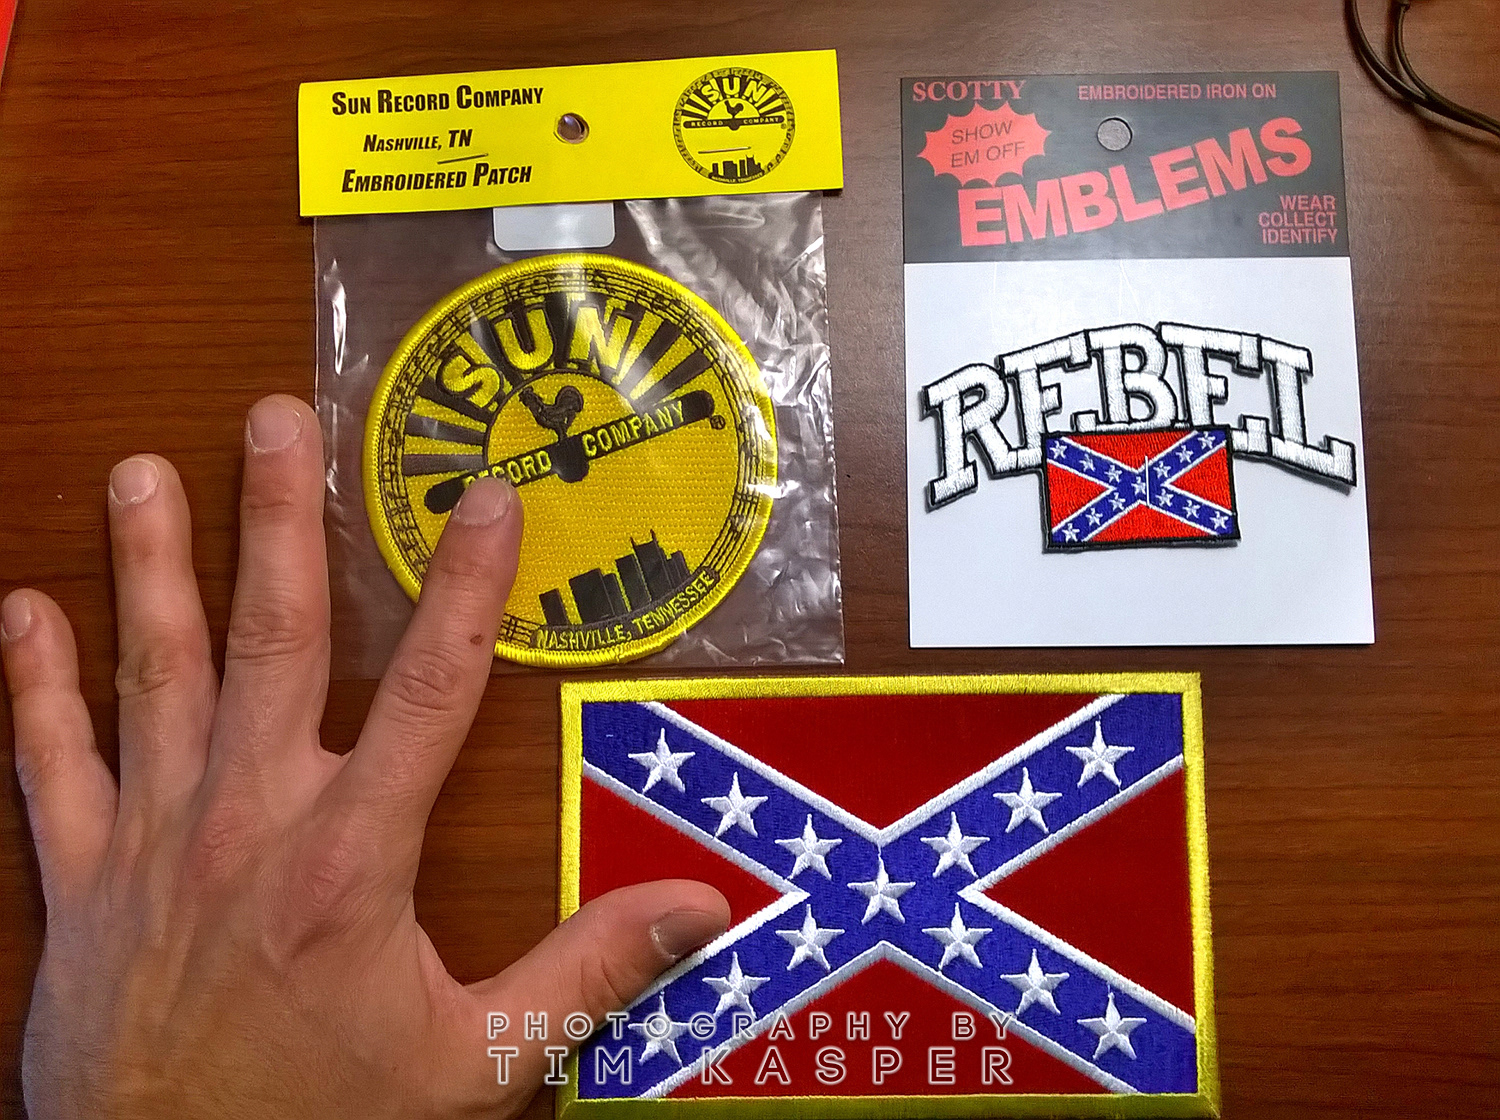 SUN RECORD COMPANY
NASHVILLE, TN
EMBROIDERED PATCH
SUN
RECORD COMPANY
SUN
RECORD COMPANY®
NASHVILLE, TENNESSEE
SCOTTY
EMBROIDERED IRON ON
SHOW
EM OFF
EMBLEMS
WEAR
COLLECT
IDENTIFY
REBEL
PHOTOGRAPHY BY
TIM KASPER